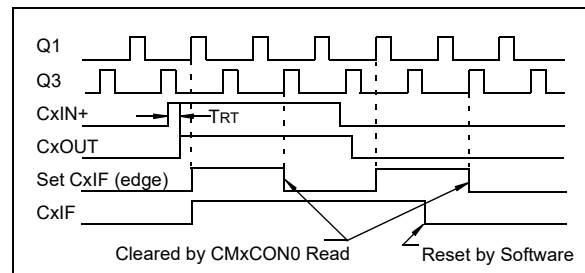 Q1
Q3
CxIN+
TRT
CxOUT
Set CxIF (edge)
CxIF
Cleared by CMxCON0 Read
Reset by Software